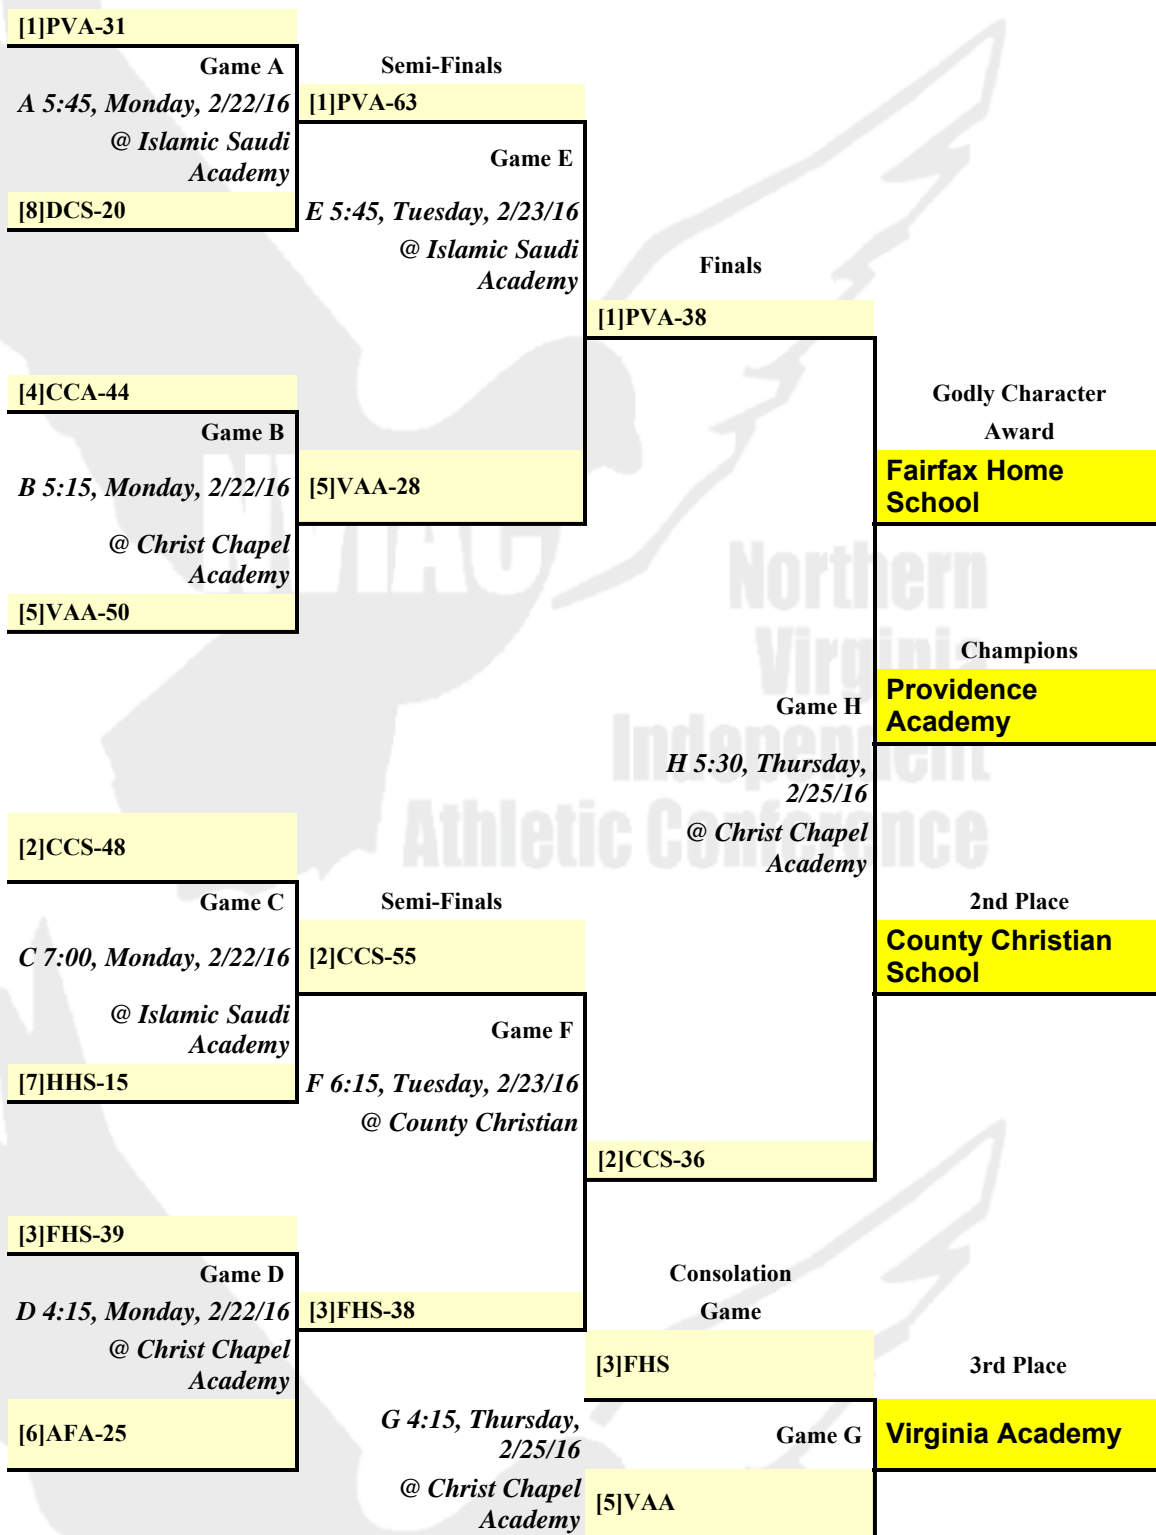 [1]PVA-31
Game A
Semi-Finals
A 5:45, Monday, 2/22/16
[1]PVA-63
@ Islamic Saudi
Academy
Game E
[8]DCS-20
E 5:45, Tuesday, 2/23/16
@ Islamic Saudi
Academy
Finals
[1]PVA-38
[4]CCA-44
Godly Character
Award
Game B
B 5:15, Monday, 2/22/16
[5]VAA-28
Fairfax Home
School
@ Christ Chapel
Academy
[5]VAA-50
NVIAC
Northern
Virginia
Independent
Athletic Conference
Champions
Providence
Academy
Game H
H 5:30, Thursday,
2/25/16
@ Christ Chapel
Academy
[2]CCS-48
Game C
Semi-Finals
2nd Place
C 7:00, Monday, 2/22/16
[2]CCS-55
County Christian
School
@ Islamic Saudi
Academy
Game F
[7]HHS-15
F 6:15, Tuesday, 2/23/16
@ County Christian
[2]CCS-36
[3]FHS-39
Game D
Consolation
Game
D 4:15, Monday, 2/22/16
[3]FHS-38
@ Christ Chapel
Academy
[3]FHS
3rd Place
[6]AFA-25
G 4:15, Thursday,
2/25/16
Game G
Virginia Academy
@ Christ Chapel
Academy
[5]VAA